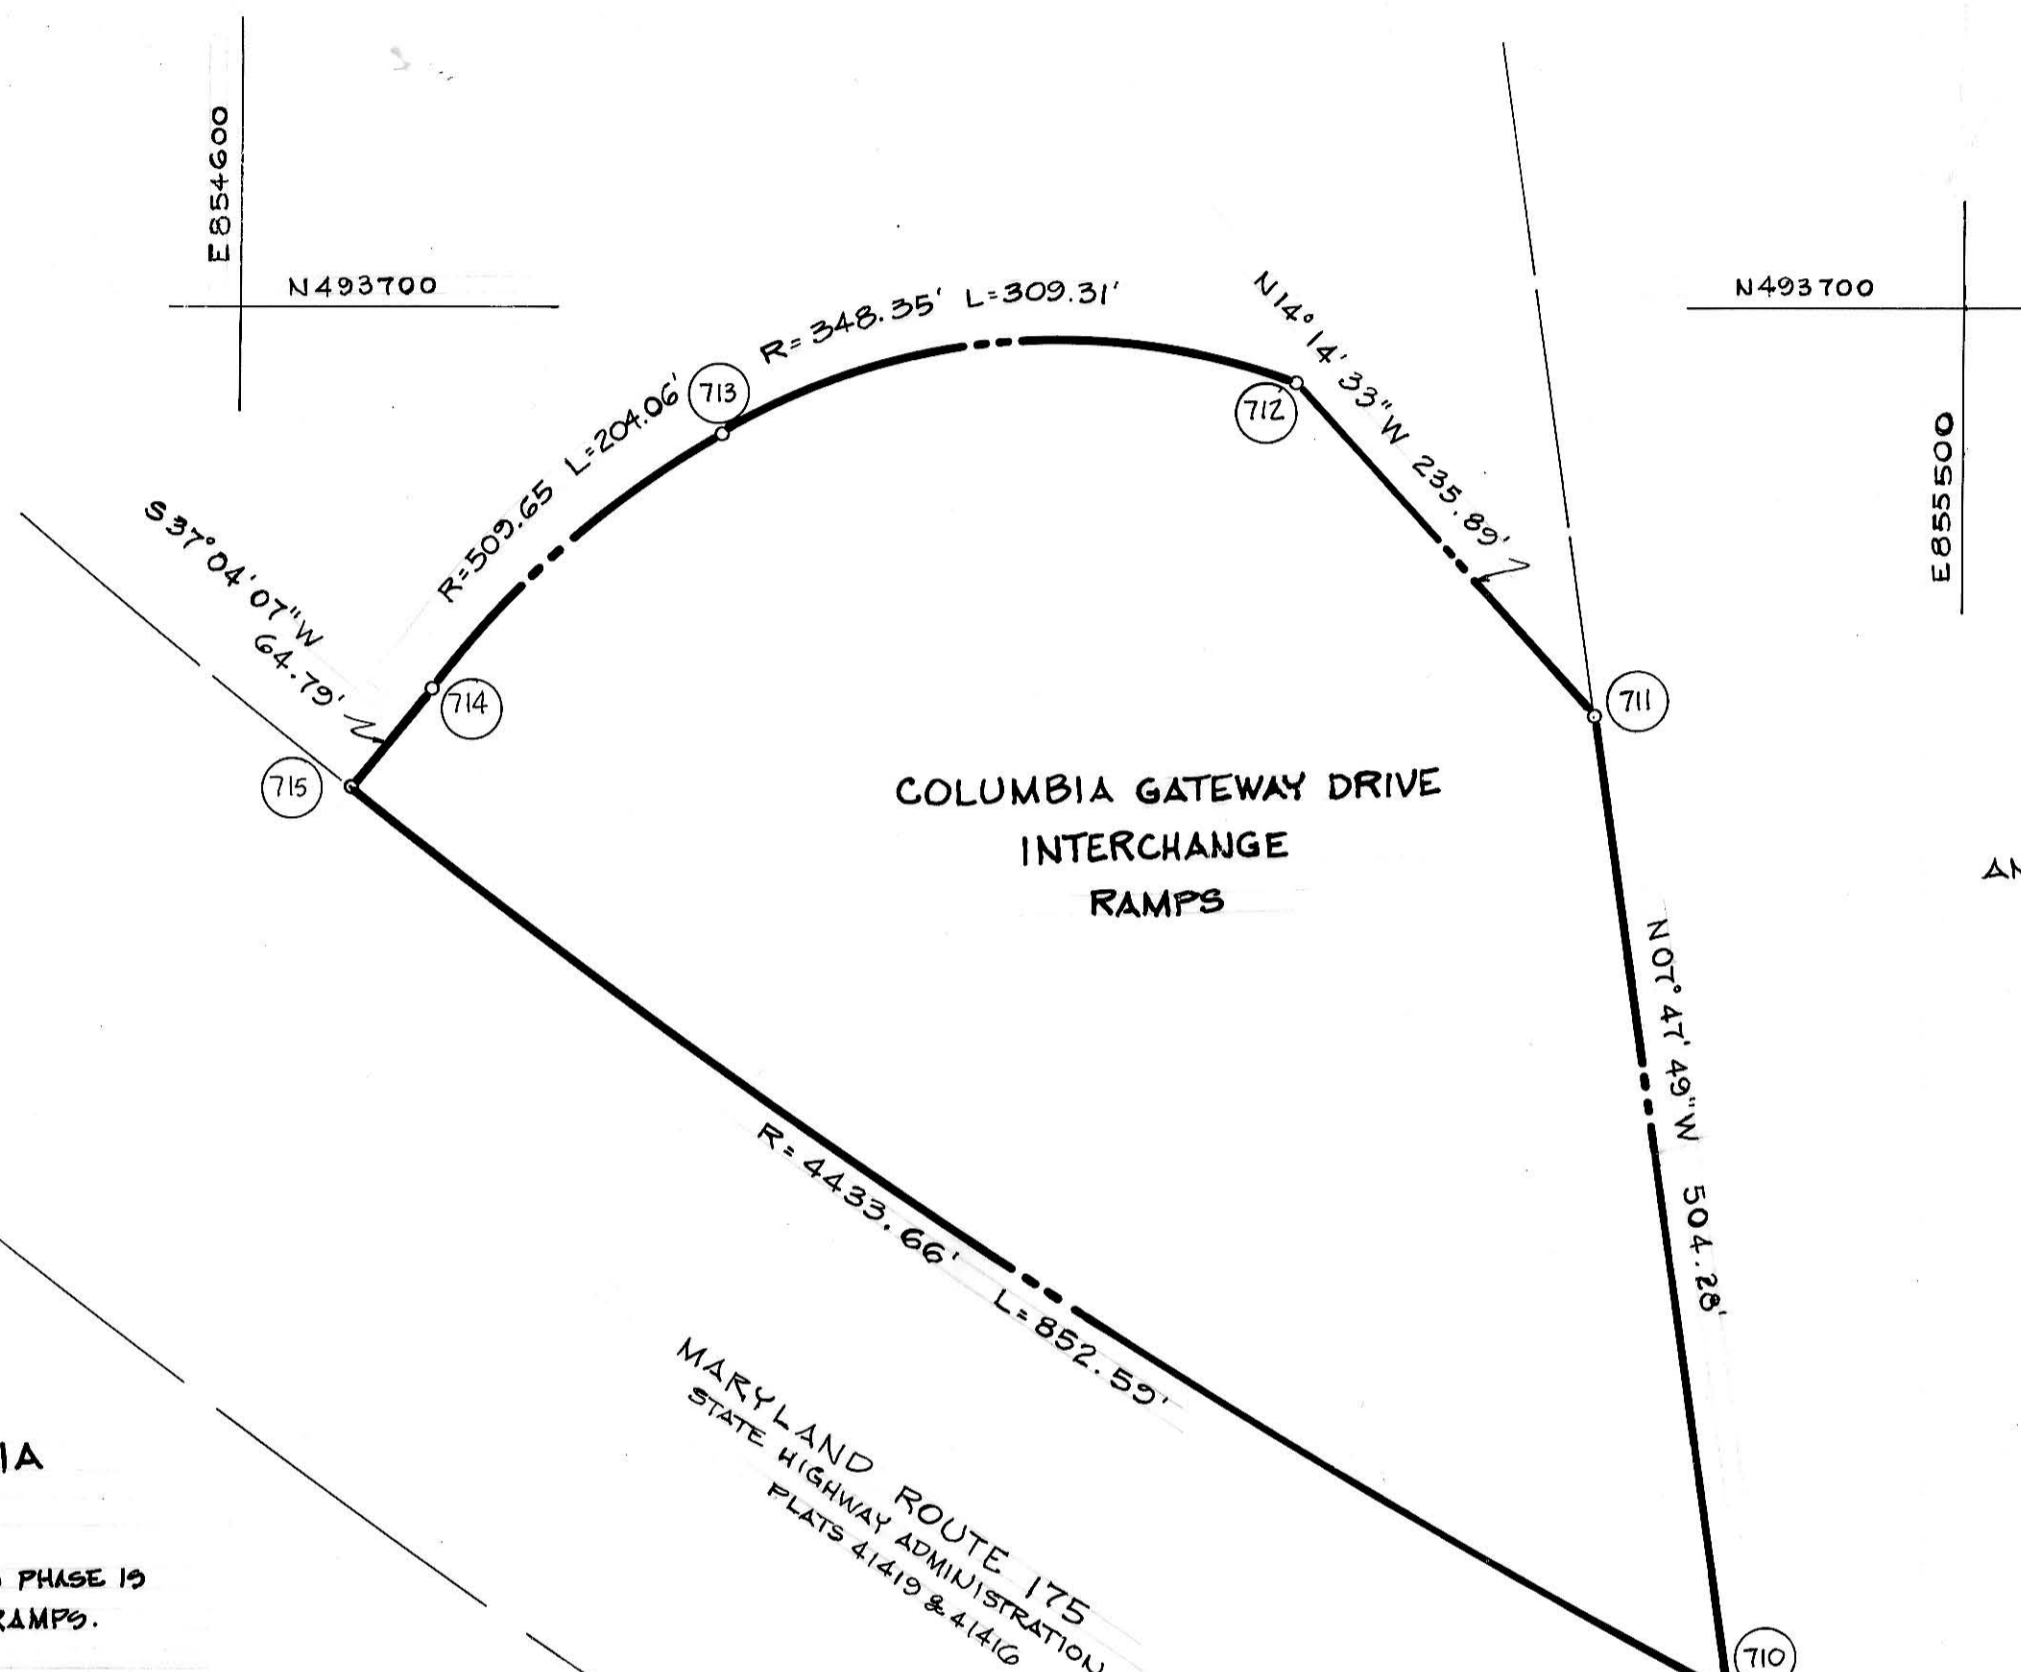 E854600
N493700
N493700
E855500
R=348.35' L=309.31'
N14°14'33"W 235.89'
713
712
R=509.65 L=204.06'
S37°04'07"W
64.79'
714
715
711
COLUMBIA GATEWAY DRIVE
INTERCHANGE
RAMPS
AN
N07°47'49"W 504.28'
R=4433.66' L=852.59'
MARYLAND ROUTE 175
STATE HIGHWAY ADMINISTRATION
PLATS 41419 & 41416
IA
PHASE IS
RAMPS.
710